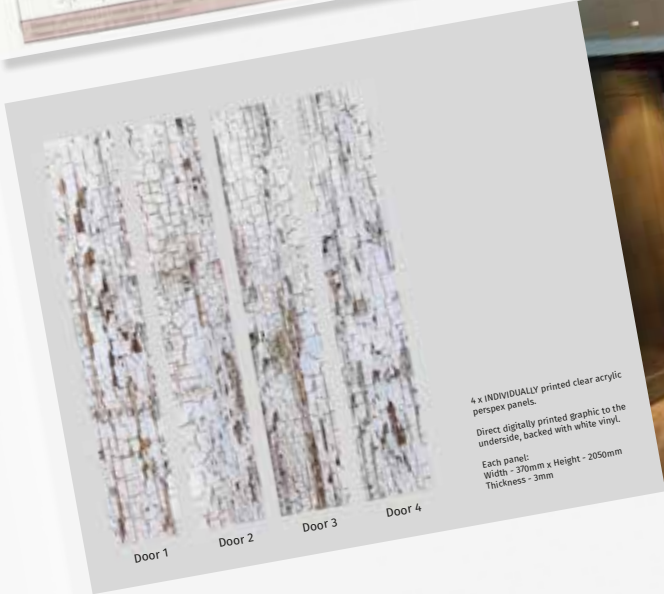 4 x INDIVIDUALLY printed clear acrylic
perspex panels.
Direct digitally printed graphic to the
underside, backed with white vinyl.
Each panel:
Width - 370mm x Height - 2050mm
Thickness - 3mm
Door 1
Door 2
Door 3
Door 4